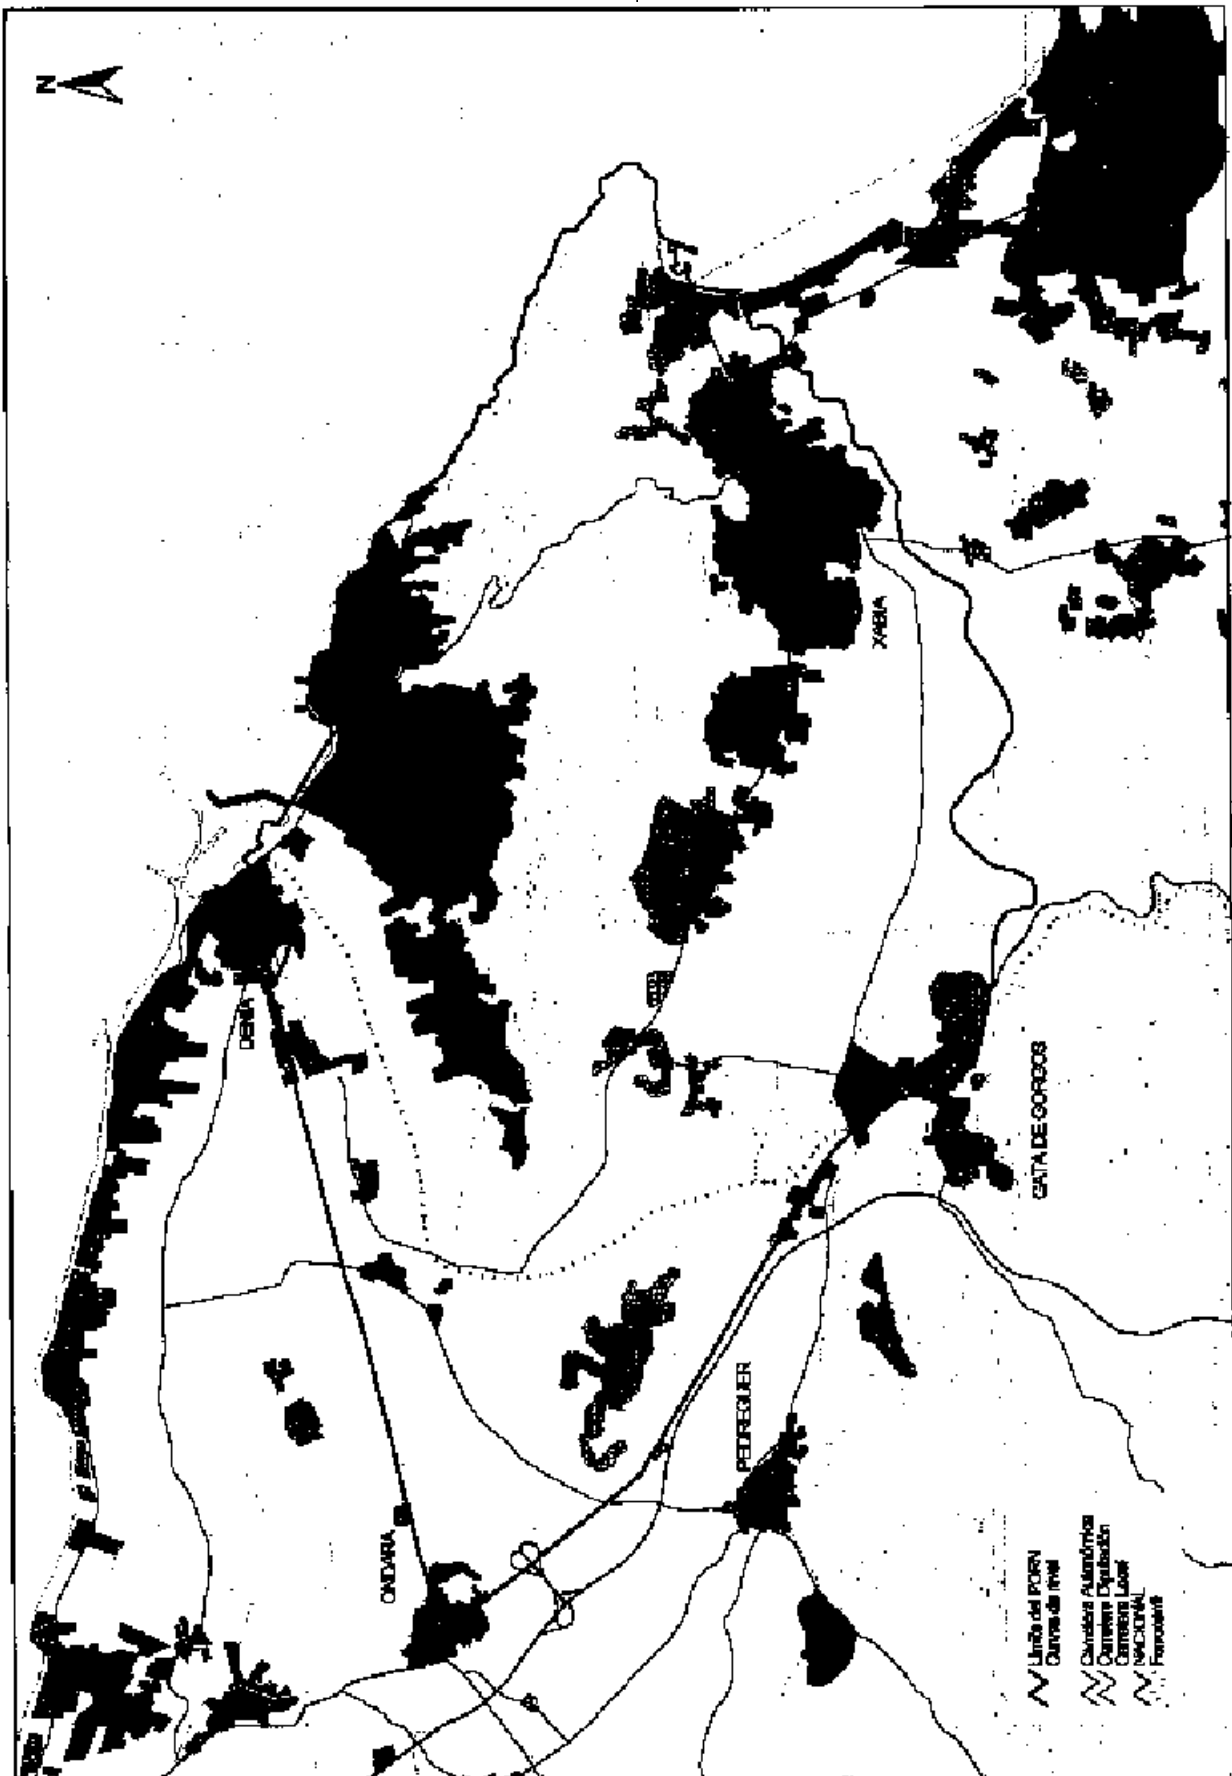 N
DENIA
ONDARA
XABIA
PEDREGUER
GATA DE GORGOS
Límite del PORN
Curvas de nivel
Carretera Autonómica
Carretera Diputación
Carretera Local
NACIONAL
Ferrocarril